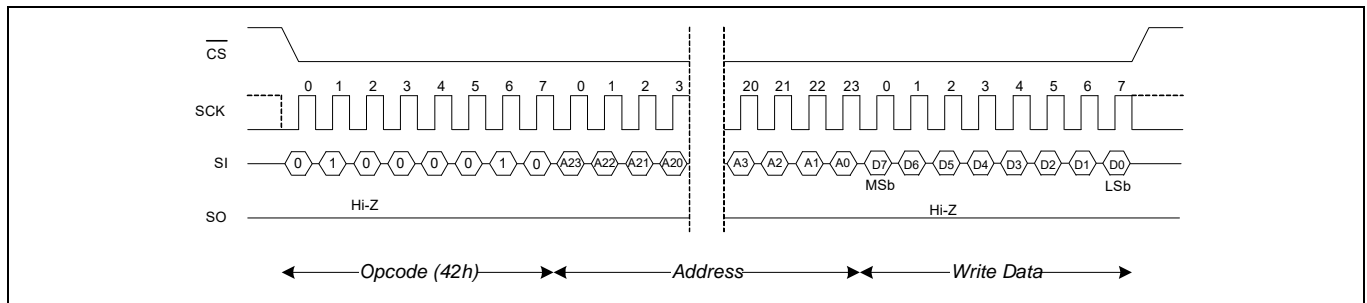 CS
0 1 2 3 4 5 6 7 0 1 2 3 20 21 22 23 0 1 2 3 4 5 6 7
SCK
SI 0 1 0 0 0 0 1 0 A23 A22 A21 A20 A3 A2 A1 A0 D7 D6 D5 D4 D3 D2 D1 D0
MSb LSb
Hi-Z Hi-Z
SO
Opcode (42h) Address Write Data